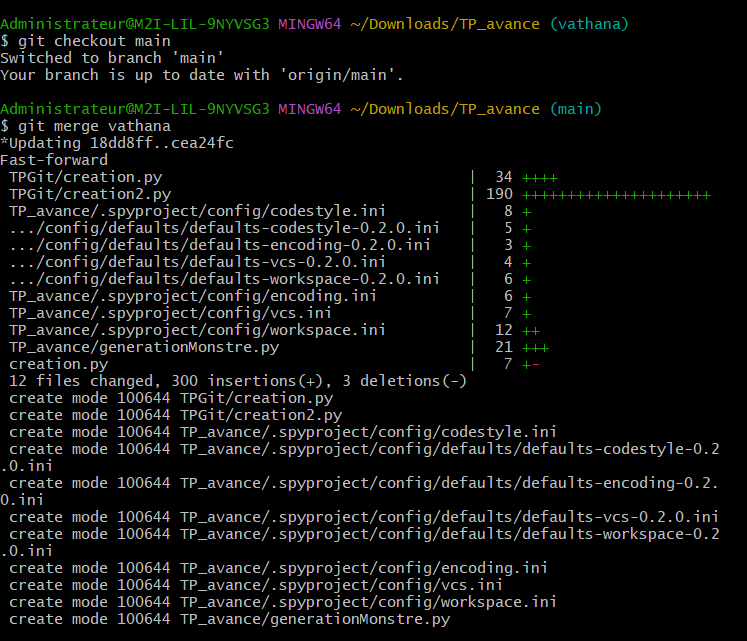 Administrateur@M2I-LIL-9NYVSG3 MINGW64 ~/Downloads/TP_avance (vathana)
$ git checkout main
Switched to branch 'main'
Your branch is up to date with 'origin/main'.
Administrateur@M2I-LIL-9NYVSG3 MINGW64 ~/Downloads/TP_avance (main)
$ git merge vathana
*Updating 18dd8ff..cea24fc
Fast-forward
 TPGit/creation.py                                  |  34 ++++
 TPGit/creation2.py                                 | 190 +++++++++++++++++++++
 TP_avance/.spyproject/config/codestyle.ini         |   8 +
 .../config/defaults/defaults-codestyle-0.2.0.ini   |   5 +
 .../config/defaults/defaults-encoding-0.2.0.ini    |   3 +
 .../config/defaults/defaults-vcs-0.2.0.ini         |   4 +
 .../config/defaults/defaults-workspace-0.2.0.ini   |   6 +
 TP_avance/.spyproject/config/encoding.ini          |   6 +
 TP_avance/.spyproject/config/vcs.ini               |   7 +
 TP_avance/.spyproject/config/workspace.ini         |  12 ++
 TP_avance/generationMonstre.py                     |  21 +++
 creation.py                                        |   7 +-
 12 files changed, 300 insertions(+), 3 deletions(-)
 create mode 100644 TPGit/creation.py
 create mode 100644 TPGit/creation2.py
 create mode 100644 TP_avance/.spyproject/config/codestyle.ini
 create mode 100644 TP_avance/.spyproject/config/defaults/defaults-codestyle-0.2
.0.ini
 create mode 100644 TP_avance/.spyproject/config/defaults/defaults-encoding-0.2.
0.ini
 create mode 100644 TP_avance/.spyproject/config/defaults/defaults-vcs-0.2.0.ini
 create mode 100644 TP_avance/.spyproject/config/defaults/defaults-workspace-0.2
.0.ini
 create mode 100644 TP_avance/.spyproject/config/encoding.ini
 create mode 100644 TP_avance/.spyproject/config/vcs.ini
 create mode 100644 TP_avance/.spyproject/config/workspace.ini
 create mode 100644 TP_avance/generationMonstre.py